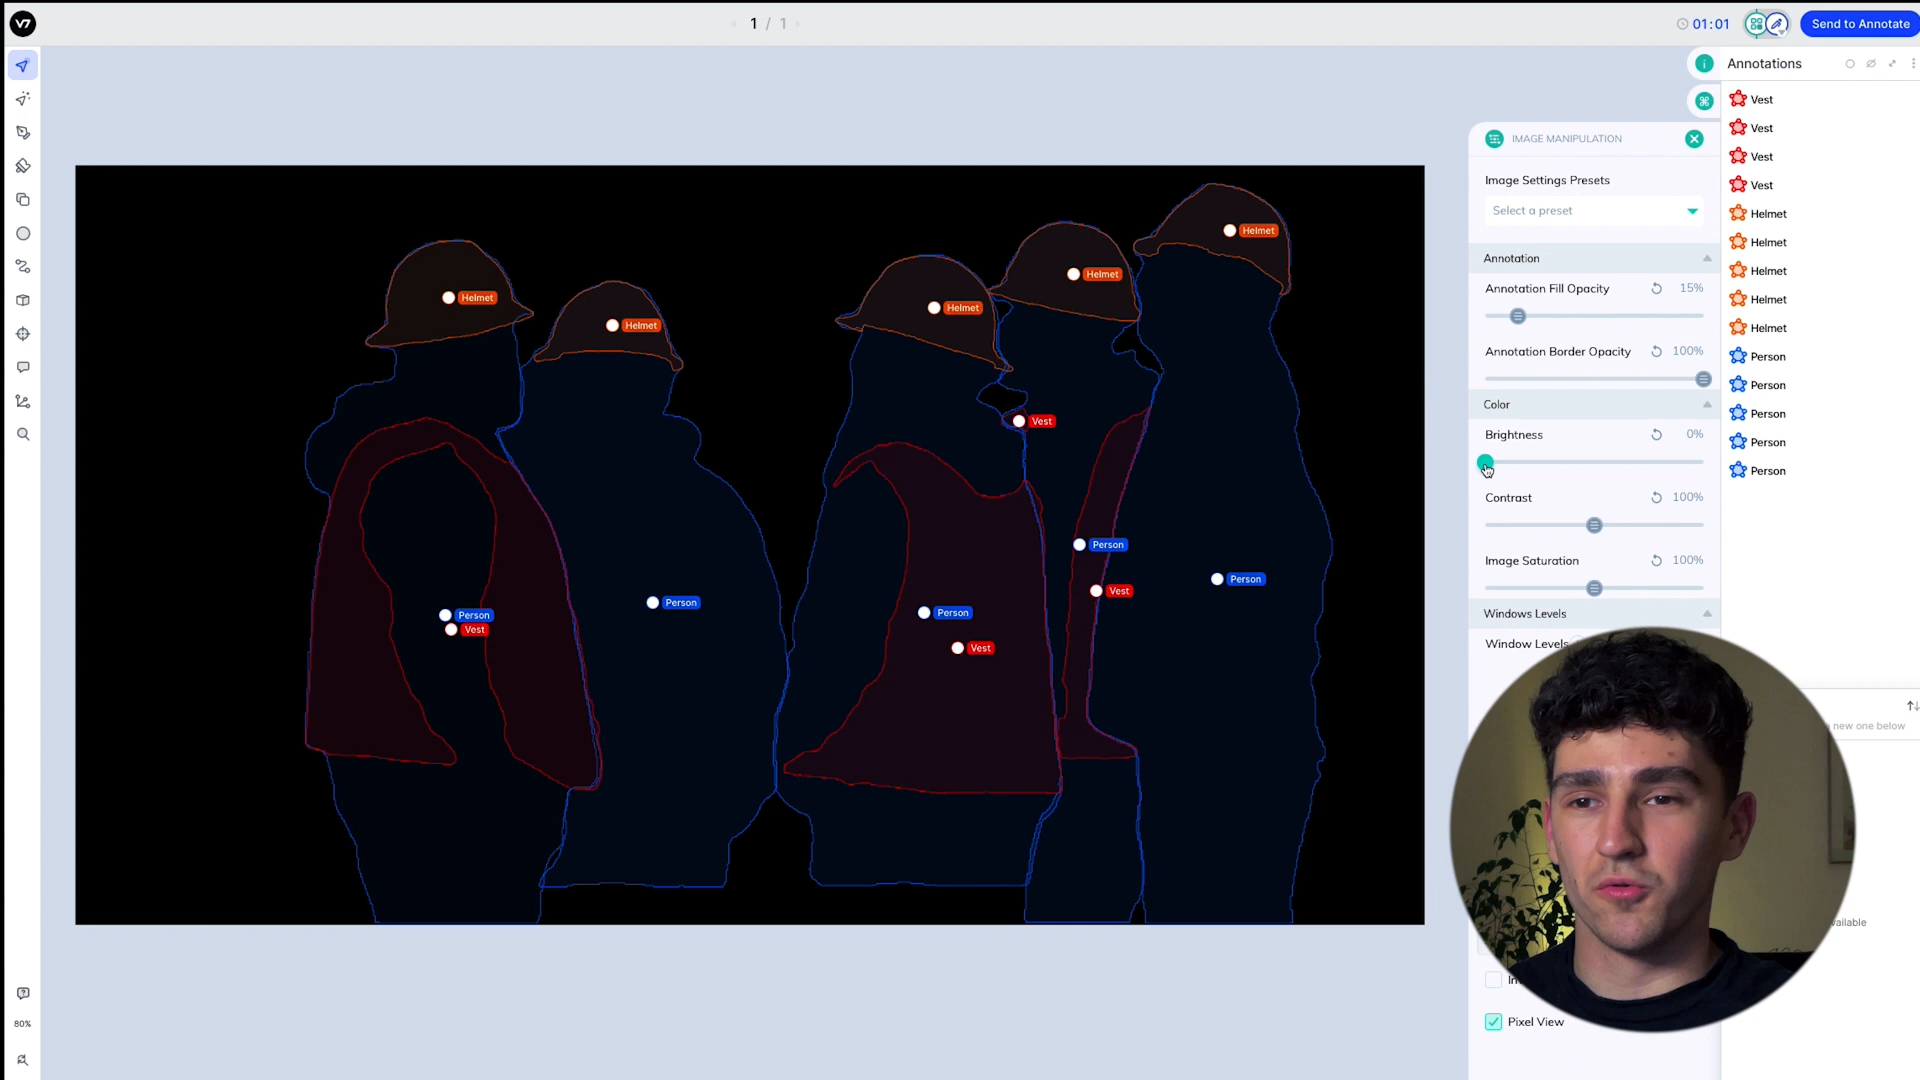 V7
1 / 1
01:01
Send to Annotate
Annotations
Vest
Vest
Vest
Vest
Helmet
Helmet
Helmet
Helmet
Helmet
Person
Person
Person
Person
Person
IMAGE MANIPULATION
Image Settings Presets
Select a preset
Annotation
Annotation Fill Opacity 15%
Annotation Border Opacity 100%
Color
Brightness 0%
Contrast 100%
Image Saturation 100%
Windows Levels
Window Levels
new one below
Pixel View
Helmet
Helmet
Helmet
Helmet
Helmet
Vest
Person
Person
Vest
Person
Person
Person
Vest
Vest
80%